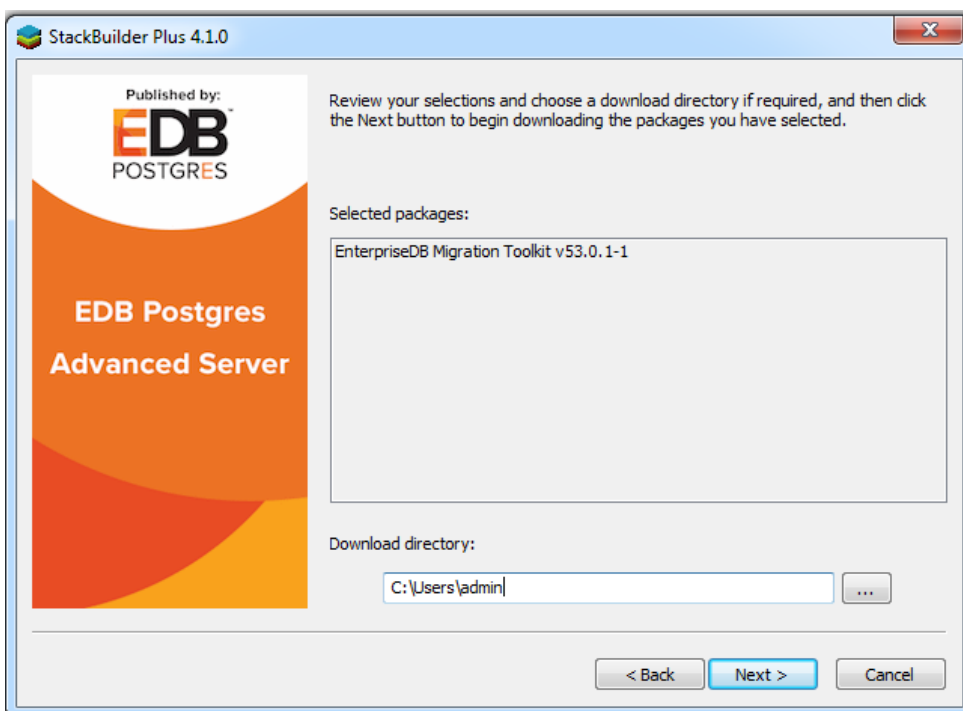 StackBuilder Plus 4.1.0
X
Published by:
EDB™
POSTGRES
EDB Postgres
Advanced Server
Review your selections and choose a download directory if required, and then click
the Next button to begin downloading the packages you have selected.
Selected packages:
EnterpriseDB Migration Toolkit v53.0.1-1
Download directory:
C:\Users\admin
...
< Back
Next >
Cancel